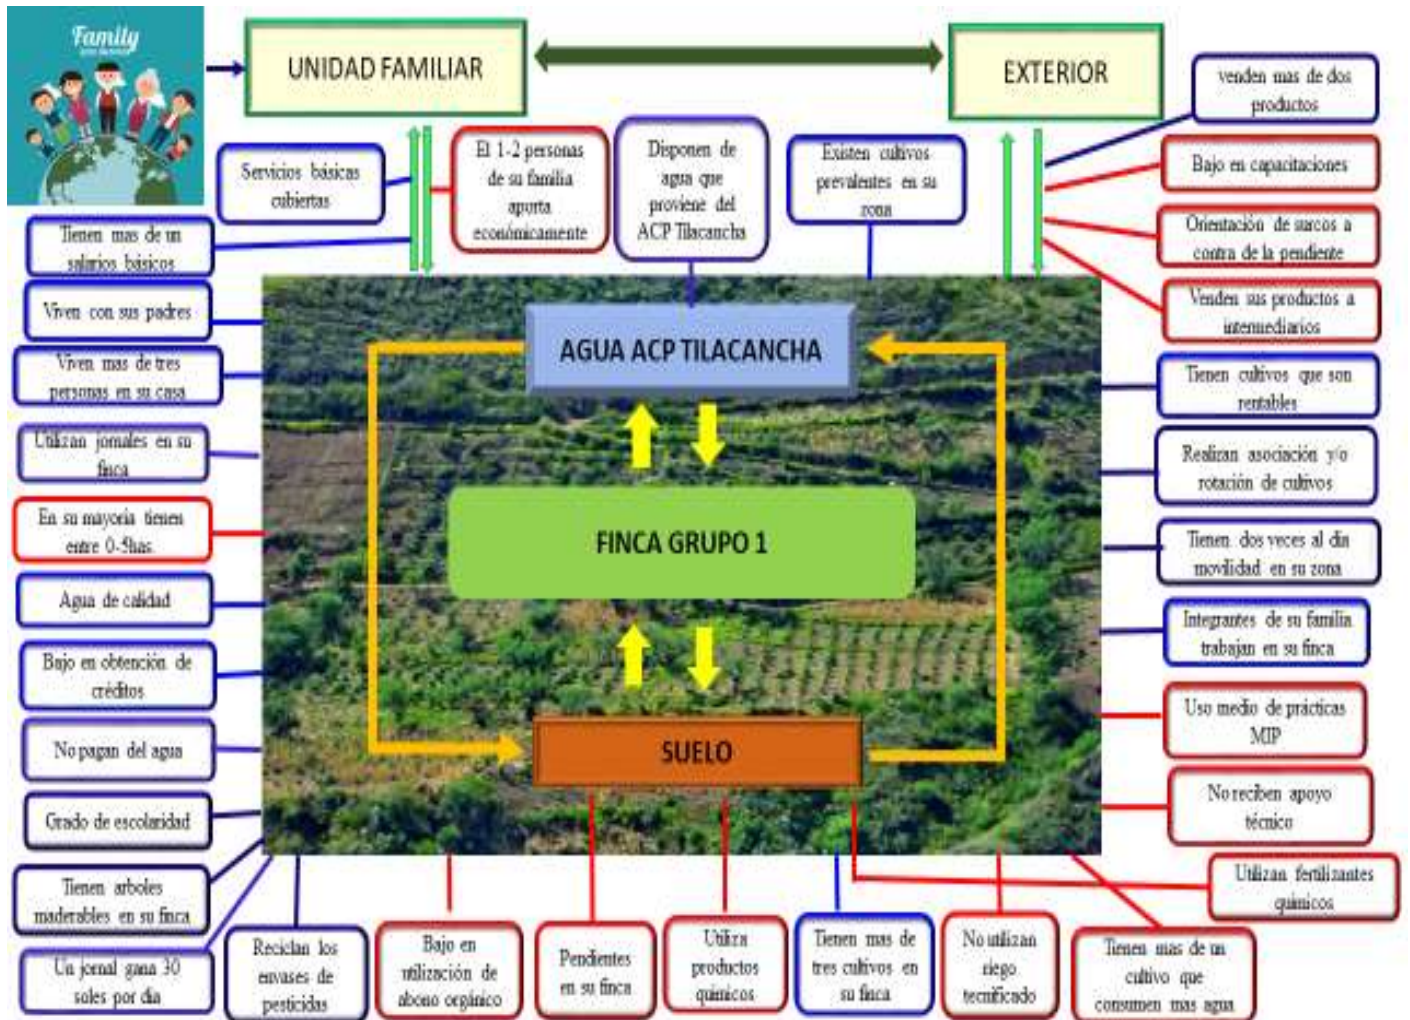 Family
UNIDAD FAMILIAR
EXTERIOR
venden mas de dos
productos
Servicios básicas
cubiertas
El 1-2 personas
de su familia
aporta
económicamente
Disponen de
agua que
proviene del
ACP Tilacancha
Existen cultivos
prevalentes en su
zona
Bajo en capacitaciones
Orientación de surcos a
contra de la pendiente
Venden sus productos a
intermediarios
Tienen mas de un
salarios básicos
Viven con sus padres
Viven mas de tres
personas en su casa
Utilizan jornales en su
finca
En su mayoría tienen
entre 0-5has.
Agua de calidad
Bajo en obtención de
créditos
No pagan del agua
Grado de escolaridad
Tienen arboles
maderables en su finca
Un jornal gana 30
soles por dia
AGUA ACP TILACANCHA
FINCA GRUPO 1
SUELO
Tienen cultivos que son
rentables
Realizan asociación y/o
rotación de cultivos
Tienen dos veces al dia
movilidad en su zona
Integrantes de su familia
trabajan en su finca
Uso medio de prácticas
MIP
No reciben apoyo
técnico
Utilizan fertilizantes
químicos
Reciclan los
envases de
pesticidas
Bajo en
utilización de
abono orgánico
Pendientes
en su finca
Utiliza
productos
químicos
Tienen mas de
tres cultivos en
su finca
No utilizan
riego
tecnificado
Tienen mas de un
cultivo que
consumen mas agua